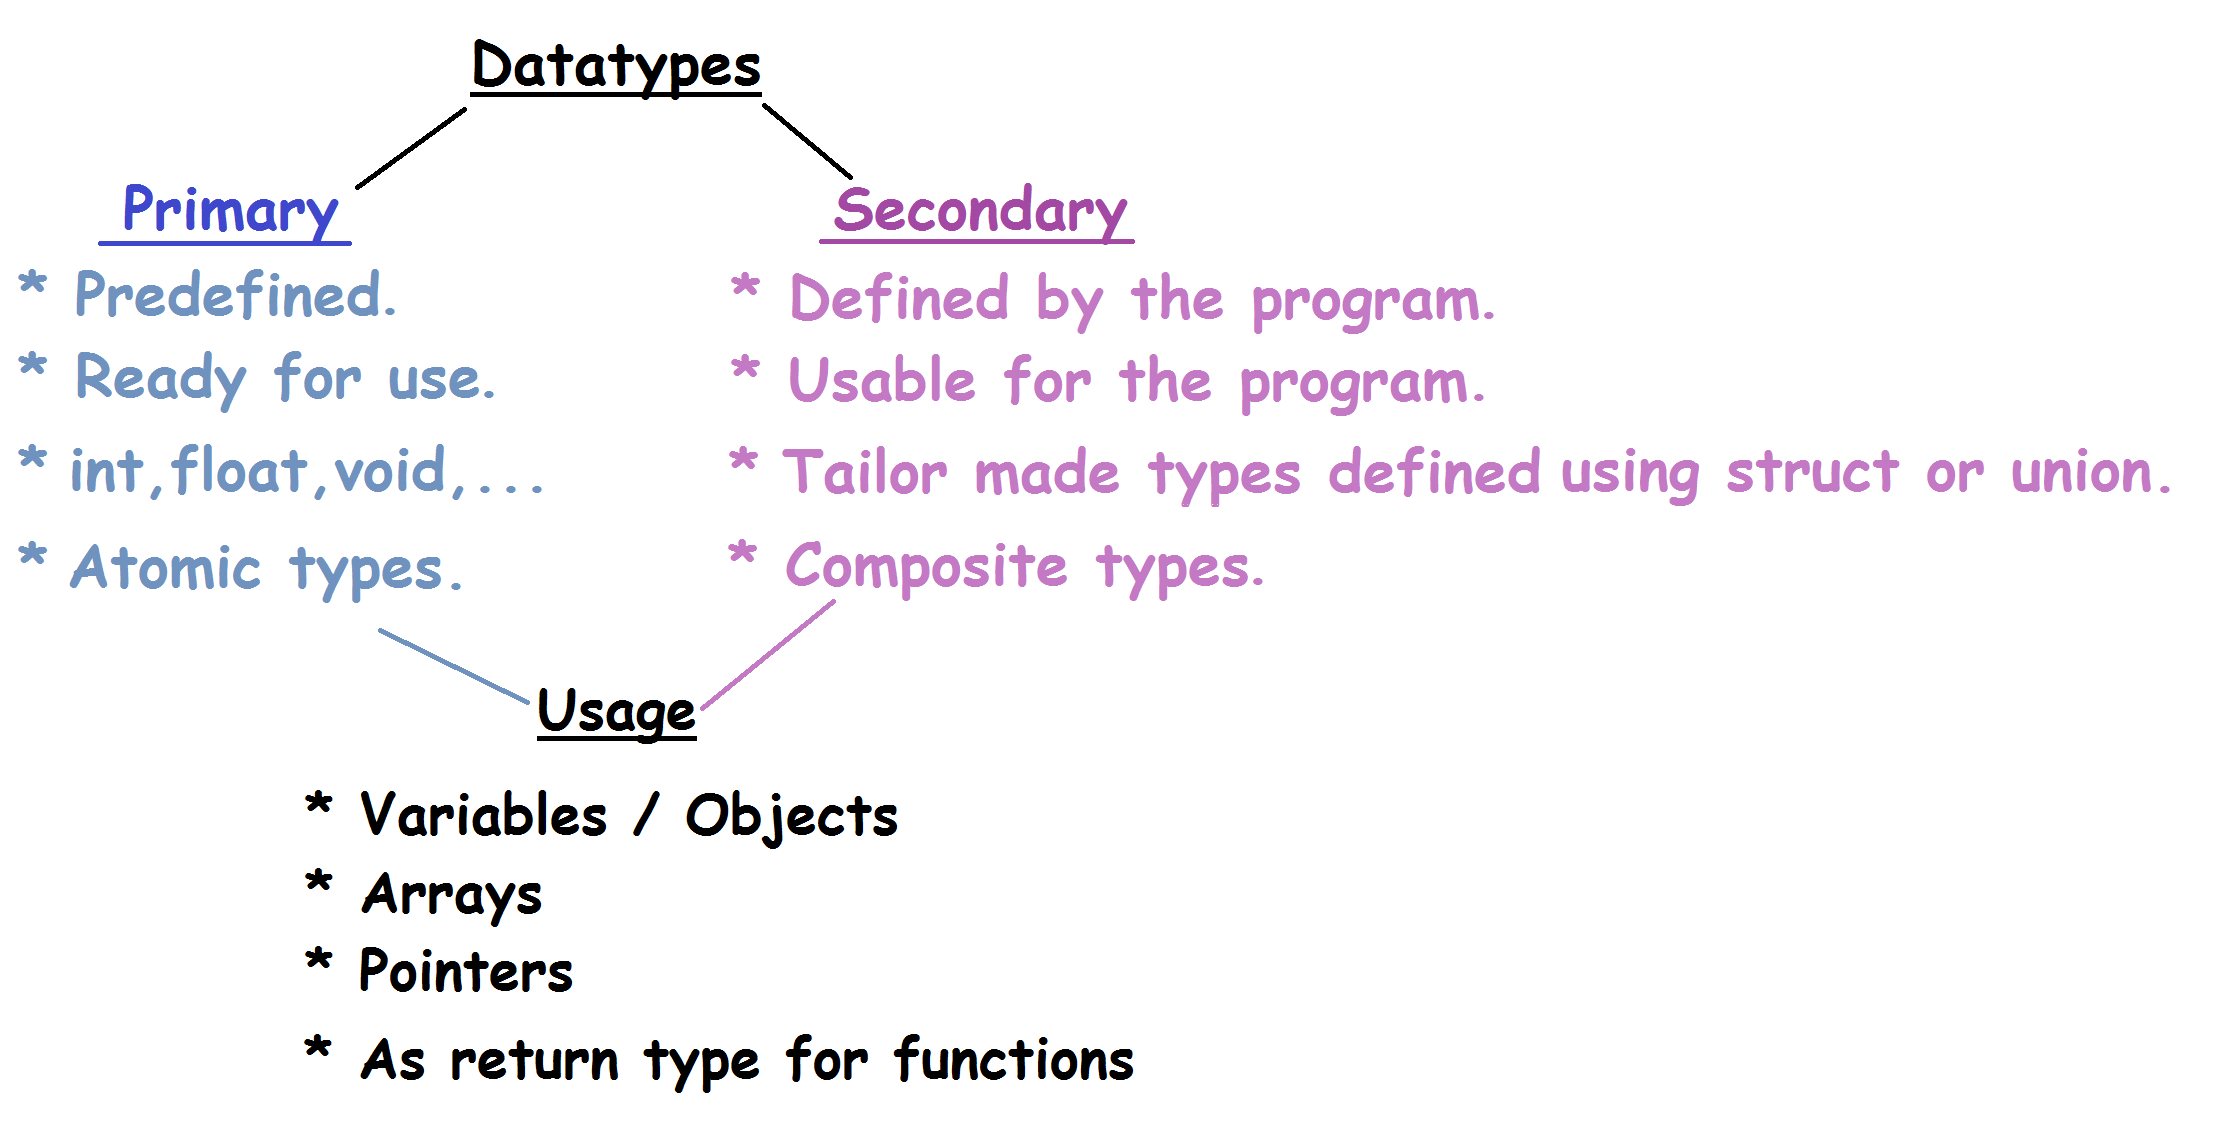 Datatypes
Primary
* Predefined.
* Ready for use.
* int,float,void,...
* Atomic types.
Secondary
* Defined by the program.
* Usable for the program.
* Tailor made types defined using struct or union.
* Composite types.
Usage
* Variables / Objects
* Arrays
* Pointers
* As return type for functions